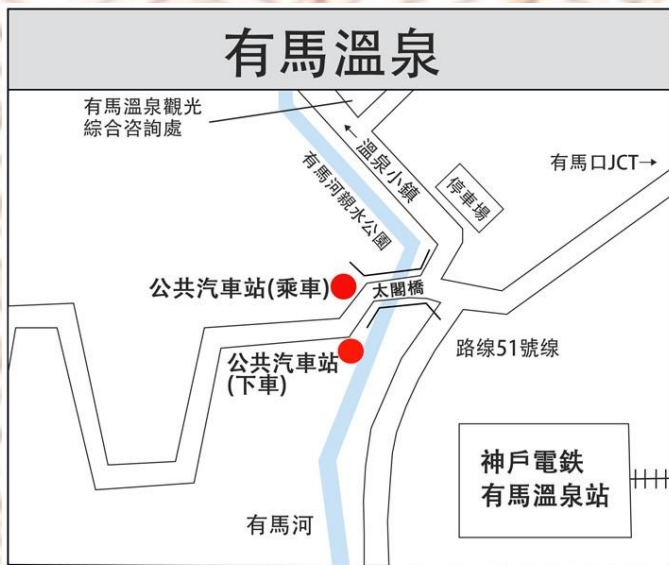 有馬溫泉
有馬溫泉觀光
綜合咨詢處
←溫泉小鎮
有馬河親水公園
停車場
有馬口JCT→
公共汽車站(乘車)
太閣橋
公共汽車站
(下車)
路线51號线
神戶電鉄
有馬溫泉站
有馬河